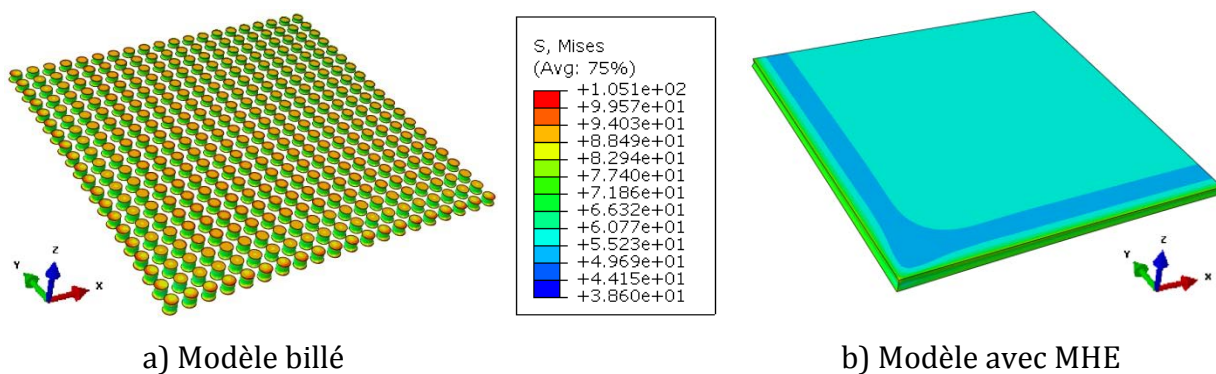 S, Mises
(Avg: 75%)
+1.051e+02
+9.957e+01
+9.403e+01
+8.849e+01
+8.294e+01
+7.740e+01
+7.186e+01
+6.632e+01
+6.077e+01
+5.523e+01
+4.969e+01
+4.415e+01
+3.860e+01
Y Z X
Y Z X
a) Modèle billé
b) Modèle avec MHE